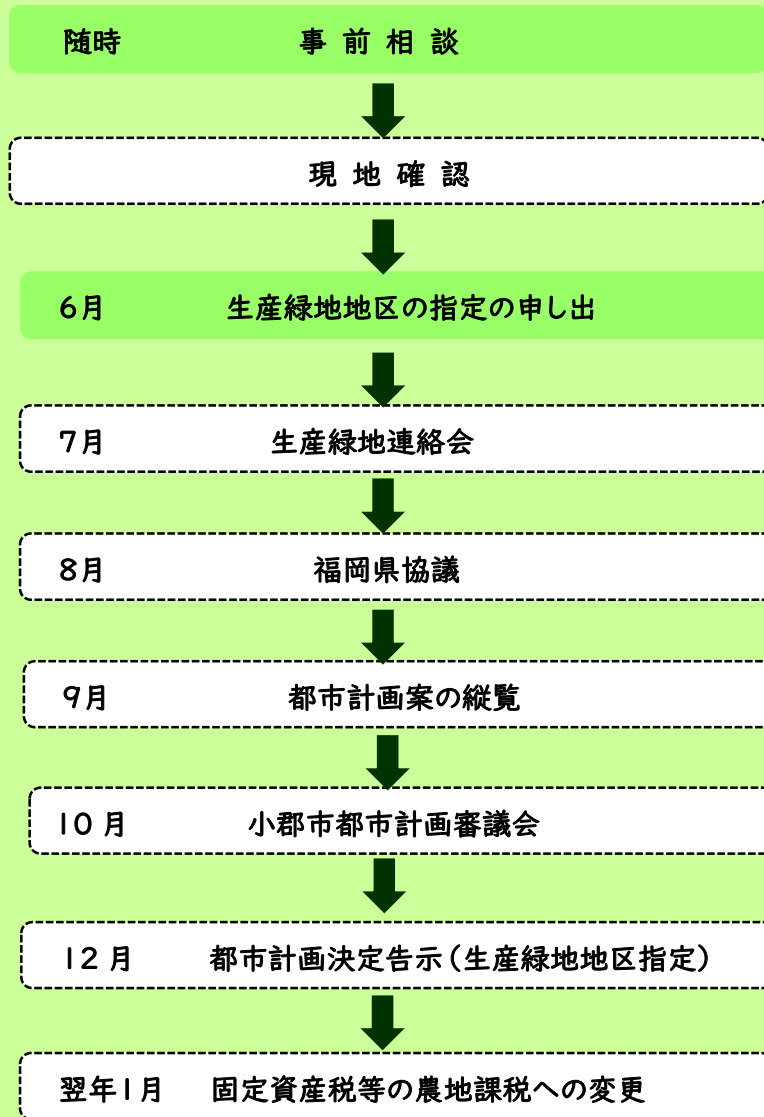 随時 事前相談
現地確認
6月 生産緑地地区の指定の申し出
7月 生産緑地連絡会
8月 福岡県協議
9月 都市計画案の縦覧
10月 小郡市都市計画審議会
12月 都市計画決定告示(生産緑地地区指定)
翌年1月 固定資産税等の農地課税への変更